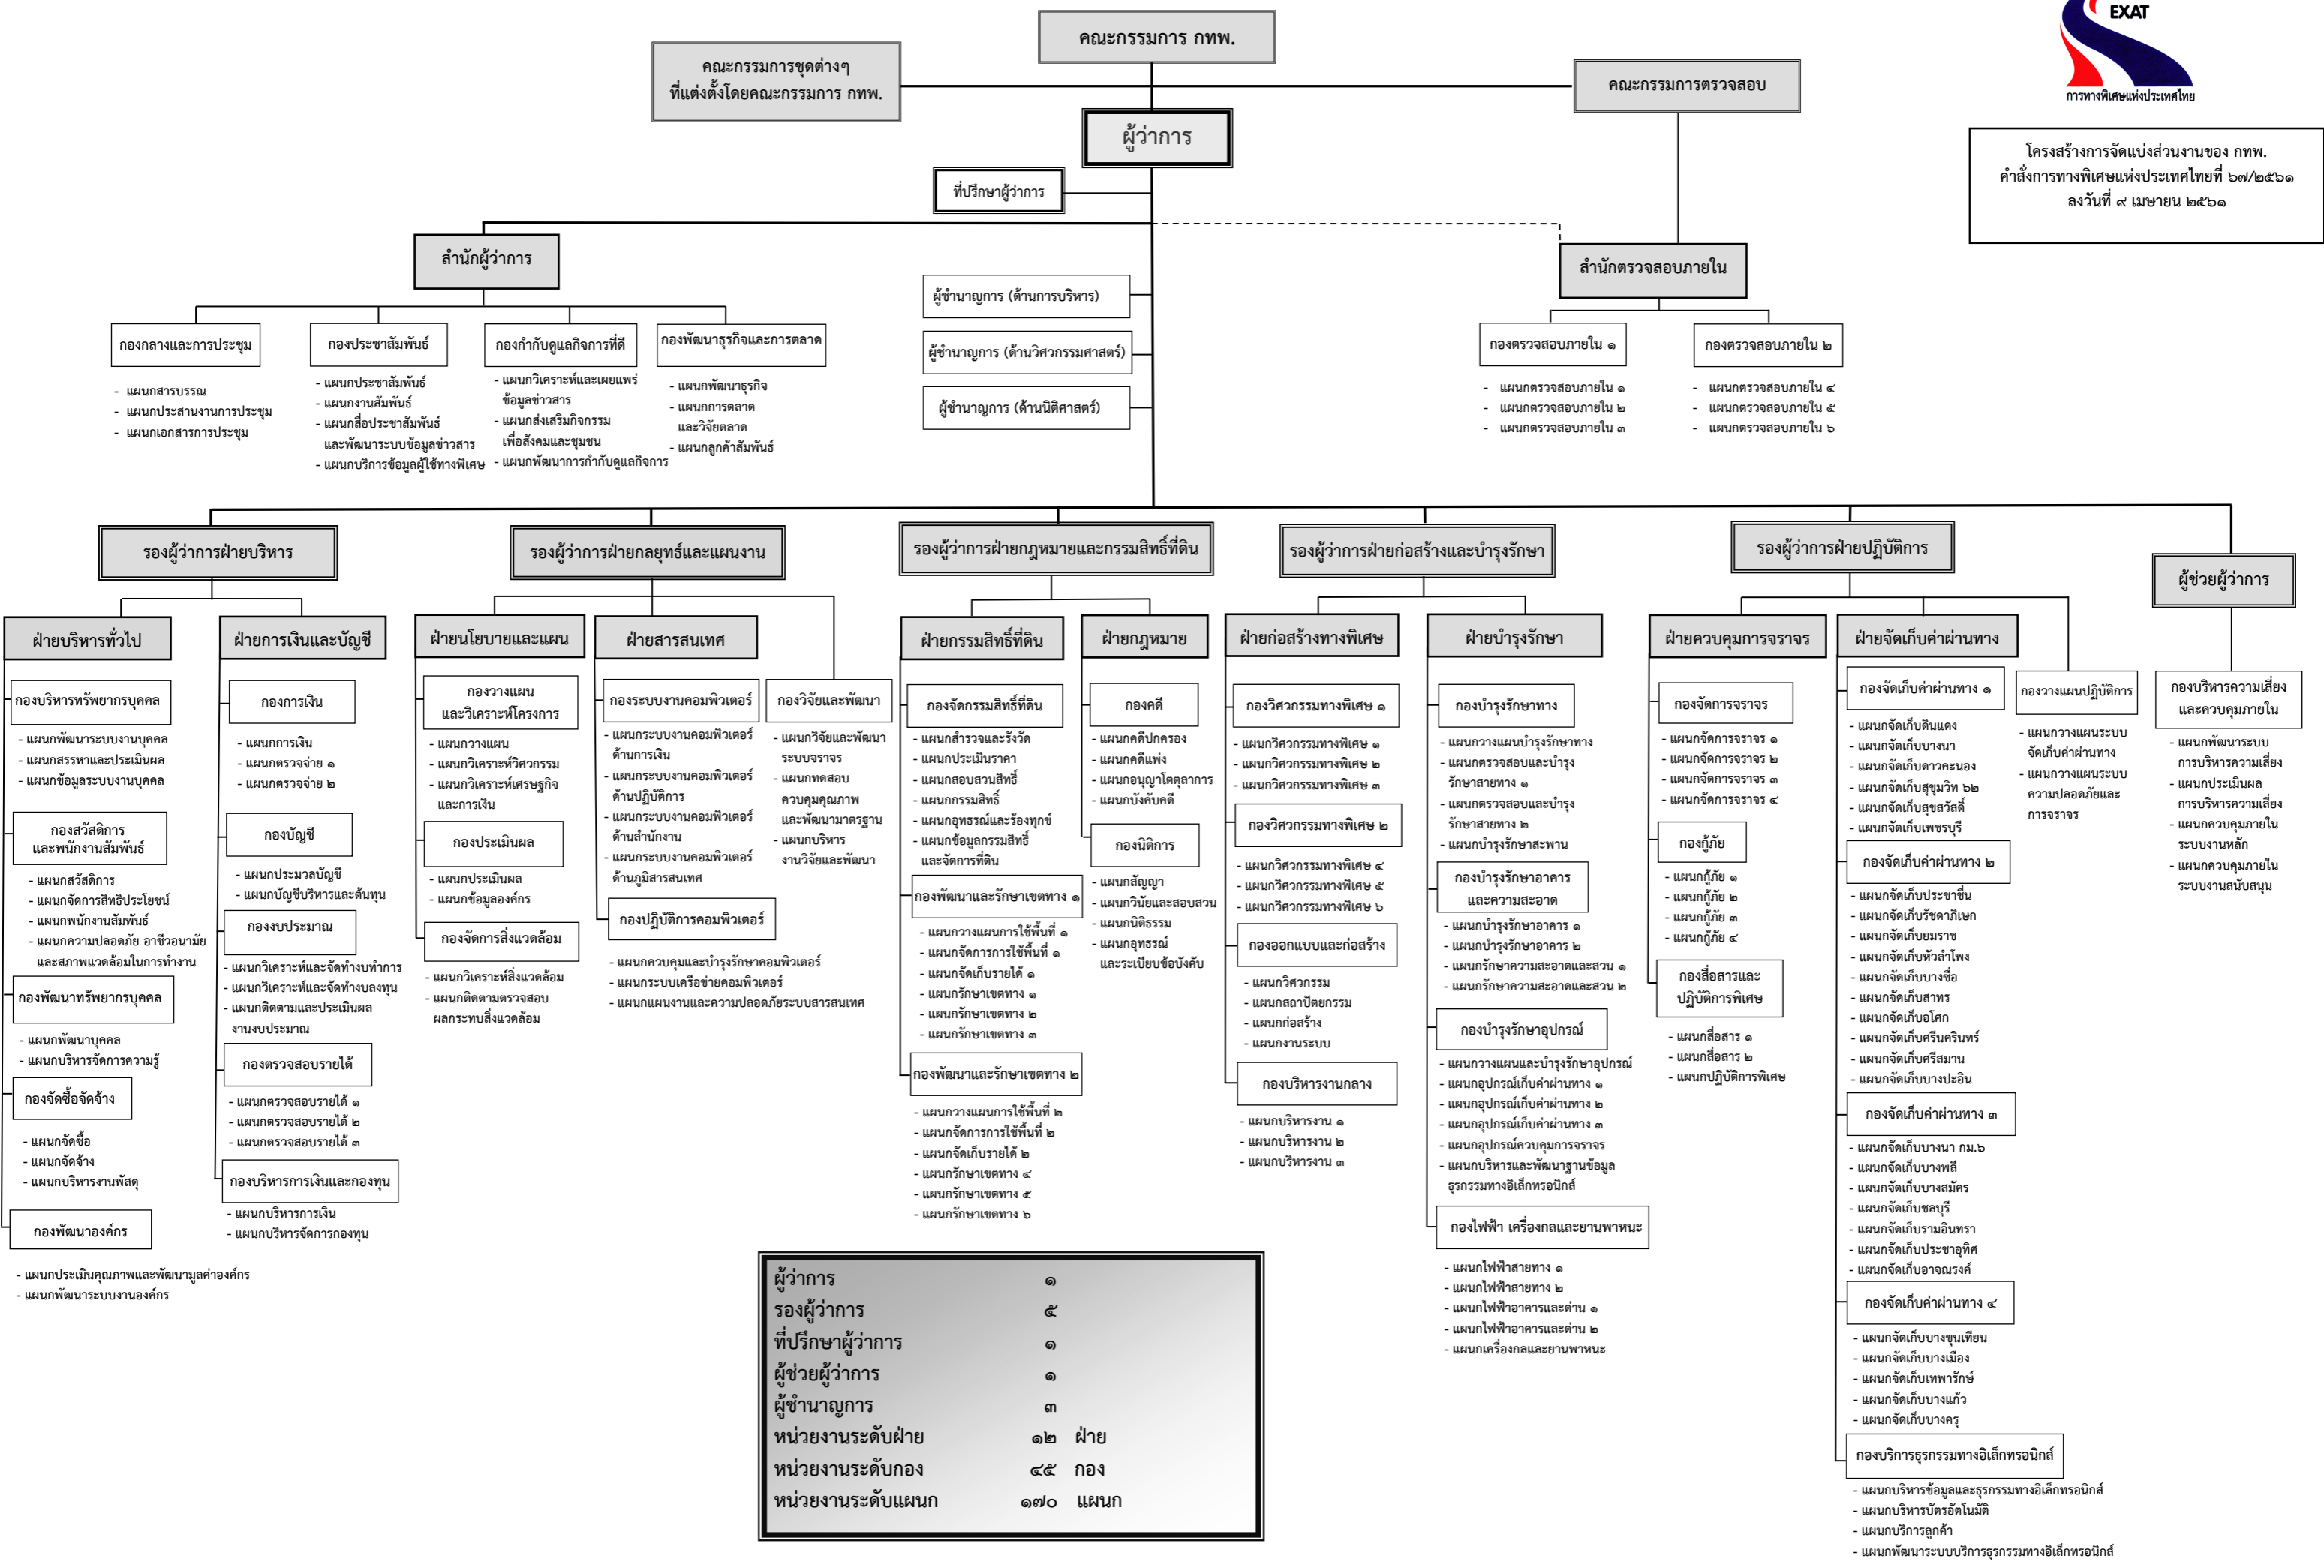 คณะกรรมการ กทพ.
คณะกรรมการชุดต่างๆ
ที่แต่งตั้งโดยคณะกรรมการ กทพ.
คณะกรรมการตรวจสอบ
EXAT
การทางพิเศษแห่งประเทศไทย
โครงสร้างการจัดแบ่งส่วนงานของ กทพ.
คำสั่งการทางพิเศษแห่งประเทศไทยที่ ๖๗/๒๕๖๑
ลงวันที่ ๙ เมษายน ๒๕๖๑
ผู้ว่าการ
ที่ปรึกษาผู้ว่าการ
สำนักผู้ว่าการ
กองกลางและการประชุม
- แผนกสารบรรณ
- แผนกประสานงานการประชุม
- แผนกเอกสารการประชุม
กองประชาสัมพันธ์
- แผนกประชาสัมพันธ์
- แผนกงานสัมพันธ์
- แผนกสื่อประชาสัมพันธ์
และพัฒนาระบบข้อมูลข่าวสาร
- แผนกบริการข้อมูลผู้ใช้ทางพิเศษ
กองกำกับดูแลกิจการที่ดี
- แผนกวิเคราะห์และเผยแพร่
ข้อมูลข่าวสาร
- แผนกส่งเสริมกิจกรรม
เพื่อสังคมและชุมชน
- แผนกพัฒนาการกำกับดูแลกิจการ
กองพัฒนาธุรกิจและการตลาด
- แผนกพัฒนาธุรกิจ
- แผนกการตลาด
และวิจัยตลาด
- แผนกลูกค้าสัมพันธ์
ผู้ชำนาญการ (ด้านการบริหาร)
ผู้ชำนาญการ (ด้านวิศวกรรมศาสตร์)
ผู้ชำนาญการ (ด้านนิติศาสตร์)
สำนักตรวจสอบภายใน
กองตรวจสอบภายใน ๑
- แผนกตรวจสอบภายใน ๑
- แผนกตรวจสอบภายใน ๒
- แผนกตรวจสอบภายใน ๓
กองตรวจสอบภายใน ๒
- แผนกตรวจสอบภายใน ๔
- แผนกตรวจสอบภายใน ๕
- แผนกตรวจสอบภายใน ๖
รองผู้ว่าการฝ่ายบริหาร
ฝ่ายบริหารทั่วไป
กองบริหารทรัพยากรบุคคล
- แผนกพัฒนาระบบงานบุคคล
- แผนกสรรหาและประเมินผล
- แผนกข้อมูลระบบงานบุคคล
กองสวัสดิการ
และพนักงานสัมพันธ์
- แผนกสวัสดิการ
- แผนกจัดการสิทธิประโยชน์
- แผนกพนักงานสัมพันธ์
- แผนกความปลอดภัย อาชีวอนามัย
และสภาพแวดล้อมในการทำงาน
กองพัฒนาทรัพยากรบุคคล
- แผนกพัฒนาบุคคล
- แผนกบริหารจัดการความรู้
กองจัดซื้อจัดจ้าง
- แผนกจัดซื้อ
- แผนกจัดจ้าง
- แผนกบริหารงานพัสดุ
กองพัฒนาองค์กร
- แผนกประเมินคุณภาพและพัฒนามูลค่าองค์กร
- แผนกพัฒนาระบบงานองค์กร
ฝ่ายการเงินและบัญชี
กองการเงิน
- แผนกการเงิน
- แผนกตรวจจ่าย ๑
- แผนกตรวจจ่าย ๒
กองบัญชี
- แผนกประมวลบัญชี
- แผนกบัญชีบริหารและต้นทุน
กองงบประมาณ
- แผนกวิเคราะห์และจัดทำงบทำการ
- แผนกวิเคราะห์และจัดทำงบลงทุน
- แผนกติดตามและประเมินผล
งานงบประมาณ
กองตรวจสอบรายได้
- แผนกตรวจสอบรายได้ ๑
- แผนกตรวจสอบรายได้ ๒
- แผนกตรวจสอบรายได้ ๓
กองบริหารการเงินและกองทุน
- แผนกบริหารการเงิน
- แผนกบริหารจัดการกองทุน
รองผู้ว่าการฝ่ายกลยุทธ์และแผนงาน
ฝ่ายนโยบายและแผน
กองวางแผน
และวิเคราะห์โครงการ
- แผนกวางแผน
- แผนกวิเคราะห์วิศวกรรม
- แผนกวิเคราะห์เศรษฐกิจ
และการเงิน
กองประเมินผล
- แผนกประเมินผล
- แผนกข้อมูลองค์กร
กองจัดการสิ่งแวดล้อม
- แผนกวิเคราะห์สิ่งแวดล้อม
- แผนกติดตามตรวจสอบ
ผลกระทบสิ่งแวดล้อม
ฝ่ายสารสนเทศ
กองระบบงานคอมพิวเตอร์
- แผนกระบบงานคอมพิวเตอร์
ด้านการเงิน
- แผนกระบบงานคอมพิวเตอร์
ด้านปฏิบัติการ
- แผนกระบบงานคอมพิวเตอร์
ด้านสำนักงาน
- แผนกระบบงานคอมพิวเตอร์
ด้านภูมิสารสนเทศ
กองปฏิบัติการคอมพิวเตอร์
- แผนกควบคุมและบำรุงรักษาคอมพิวเตอร์
- แผนกระบบเครือข่ายคอมพิวเตอร์
- แผนกแผนงานและความปลอดภัยระบบสารสนเทศ
กองวิจัยและพัฒนา
- แผนกวิจัยและพัฒนา
ระบบจราจร
- แผนกทดสอบ
ควบคุมคุณภาพ
และพัฒนามาตรฐาน
- แผนกบริหาร
งานวิจัยและพัฒนา
รองผู้ว่าการฝ่ายกฎหมายและกรรมสิทธิ์ที่ดิน
ฝ่ายกรรมสิทธิ์ที่ดิน
กองจัดกรรมสิทธิ์ที่ดิน
- แผนกสำรวจและรังวัด
- แผนกประเมินราคา
- แผนกสอบสวนสิทธิ์
- แผนกกรรมสิทธิ์
- แผนกอุทธรณ์และร้องทุกข์
- แผนกข้อมูลกรรมสิทธิ์
และจัดการที่ดิน
กองพัฒนาและรักษาเขตทาง ๑
- แผนกวางแผนการใช้พื้นที่ ๑
- แผนกจัดการการใช้พื้นที่ ๑
- แผนกจัดเก็บรายได้ ๑
- แผนกรักษาเขตทาง ๑
- แผนกรักษาเขตทาง ๒
- แผนกรักษาเขตทาง ๓
กองพัฒนาและรักษาเขตทาง ๒
- แผนกวางแผนการใช้พื้นที่ ๒
- แผนกจัดการการใช้พื้นที่ ๒
- แผนกจัดเก็บรายได้ ๒
- แผนกรักษาเขตทาง ๔
- แผนกรักษาเขตทาง ๕
- แผนกรักษาเขตทาง ๖
ฝ่ายกฎหมาย
กองคดี
- แผนกคดีปกครอง
- แผนกคดีแพ่ง
- แผนกอนุญาโตตุลาการ
- แผนกบังคับคดี
กองนิติการ
- แผนกสัญญา
- แผนกวินัยและสอบสวน
- แผนกนิติธรรม
- แผนกอุทธรณ์
และระเบียบข้อบังคับ
รองผู้ว่าการฝ่ายก่อสร้างและบำรุงรักษา
ฝ่ายก่อสร้างทางพิเศษ
กองวิศวกรรมทางพิเศษ ๑
- แผนกวิศวกรรมทางพิเศษ ๑
- แผนกวิศวกรรมทางพิเศษ ๒
- แผนกวิศวกรรมทางพิเศษ ๓
กองวิศวกรรมทางพิเศษ ๒
- แผนกวิศวกรรมทางพิเศษ ๔
- แผนกวิศวกรรมทางพิเศษ ๕
- แผนกวิศวกรรมทางพิเศษ ๖
กองออกแบบและก่อสร้าง
- แผนกวิศวกรรม
- แผนกสถาปัตยกรรม
- แผนกก่อสร้าง
- แผนกงานระบบ
กองบริหารงานกลาง
- แผนกบริหารงาน ๑
- แผนกบริหารงาน ๒
- แผนกบริหารงาน ๓
ฝ่ายบำรุงรักษา
กองบำรุงรักษาทาง
- แผนกวางแผนบำรุงรักษาทาง
- แผนกตรวจสอบและบำรุง
รักษาสายทาง ๑
- แผนกตรวจสอบและบำรุง
รักษาสายทาง ๒
- แผนกบำรุงรักษาสะพาน
กองบำรุงรักษาอาคาร
และความสะอาด
- แผนกบำรุงรักษาอาคาร ๑
- แผนกบำรุงรักษาอาคาร ๒
- แผนกรักษาความสะอาดและสวน ๑
- แผนกรักษาความสะอาดและสวน ๒
กองบำรุงรักษาอุปกรณ์
- แผนกวางแผนและบำรุงรักษาอุปกรณ์
- แผนกอุปกรณ์เก็บค่าผ่านทาง ๑
- แผนกอุปกรณ์เก็บค่าผ่านทาง ๒
- แผนกอุปกรณ์เก็บค่าผ่านทาง ๓
- แผนกอุปกรณ์ควบคุมการจราจร
- แผนกบริหารและพัฒนาฐานข้อมูล
ธุรกรรมทางอิเล็กทรอนิกส์
กองไฟฟ้า เครื่องกลและยานพาหนะ
- แผนกไฟฟ้าสายทาง ๑
- แผนกไฟฟ้าสายทาง ๒
- แผนกไฟฟ้าอาคารและด่าน ๑
- แผนกไฟฟ้าอาคารและด่าน ๒
- แผนกเครื่องกลและยานพาหนะ
รองผู้ว่าการฝ่ายปฏิบัติการ
ฝ่ายควบคุมการจราจร
กองจัดการจราจร
- แผนกจัดการจราจร ๑
- แผนกจัดการจราจร ๒
- แผนกจัดการจราจร ๓
- แผนกจัดการจราจร ๔
กองกู้ภัย
- แผนกกู้ภัย ๑
- แผนกกู้ภัย ๒
- แผนกกู้ภัย ๓
- แผนกกู้ภัย ๔
กองสื่อสารและ
ปฏิบัติการพิเศษ
- แผนกสื่อสาร ๑
- แผนกสื่อสาร ๒
- แผนกปฏิบัติการพิเศษ
ฝ่ายจัดเก็บค่าผ่านทาง
กองจัดเก็บค่าผ่านทาง ๑
- แผนกจัดเก็บดินแดง
- แผนกจัดเก็บบางนา
- แผนกจัดเก็บดาวคะนอง
- แผนกจัดเก็บสุขุมวิท ๖๒
- แผนกจัดเก็บสุขสวัสดิ์
- แผนกจัดเก็บเพชรบุรี
กองจัดเก็บค่าผ่านทาง ๒
- แผนกจัดเก็บประชาชื่น
- แผนกจัดเก็บรัชดาภิเษก
- แผนกจัดเก็บยมราช
- แผนกจัดเก็บหัวลำโพง
- แผนกจัดเก็บบางซื่อ
- แผนกจัดเก็บสาทร
- แผนกจัดเก็บอโศก
- แผนกจัดเก็บศรีนครินทร์
- แผนกจัดเก็บศรีสมาน
- แผนกจัดเก็บบางปะอิน
กองจัดเก็บค่าผ่านทาง ๓
- แผนกจัดเก็บบางนา กม.๖
- แผนกจัดเก็บบางพลี
- แผนกจัดเก็บบางสมัคร
- แผนกจัดเก็บชลบุรี
- แผนกจัดเก็บรามอินทรา
- แผนกจัดเก็บประชาอุทิศ
- แผนกจัดเก็บอาจณรงค์
กองจัดเก็บค่าผ่านทาง ๔
- แผนกจัดเก็บบางขุนเทียน
- แผนกจัดเก็บบางเมือง
- แผนกจัดเก็บเทพารักษ์
- แผนกจัดเก็บบางแก้ว
- แผนกจัดเก็บบางครุ
กองบริการธุรกรรมทางอิเล็กทรอนิกส์
- แผนกบริหารข้อมูลและธุรกรรมทางอิเล็กทรอนิกส์
- แผนกบริหารบัตรอัตโนมัติ
- แผนกบริการลูกค้า
- แผนกพัฒนาระบบบริการธุรกรรมทางอิเล็กทรอนิกส์
กองวางแผนปฏิบัติการ
- แผนกวางแผนระบบ
จัดเก็บค่าผ่านทาง
- แผนกวางแผนระบบ
ความปลอดภัยและ
การจราจร
ผู้ช่วยผู้ว่าการ
กองบริหารความเสี่ยง
และควบคุมภายใน
- แผนกพัฒนาระบบ
การบริหารความเสี่ยง
- แผนกประเมินผล
การบริหารความเสี่ยง
- แผนกควบคุมภายใน
ระบบงานหลัก
- แผนกควบคุมภายใน
ระบบงานสนับสนุน
ผู้ว่าการ ๑
รองผู้ว่าการ ๕
ที่ปรึกษาผู้ว่าการ ๑
ผู้ช่วยผู้ว่าการ ๑
ผู้ชำนาญการ ๓
หน่วยงานระดับฝ่าย ๑๒ ฝ่าย
หน่วยงานระดับกอง ๔๕ กอง
หน่วยงานระดับแผนก ๑๗๐ แผนก